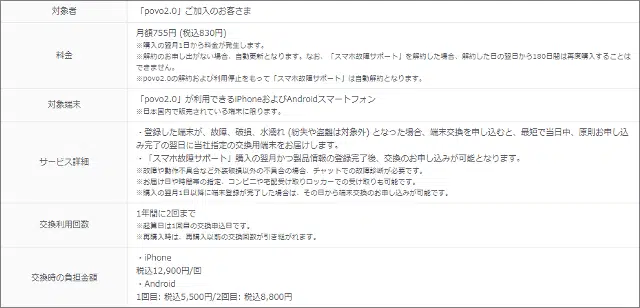 対象者
「povo2.0」ご加入のお客さま
料金
月額755円 (税込830円)
※購入の翌月1日から料金が発生します。
※解約のお申し出がない場合、自動更新となります。なお、「スマホ故障サポート」を解約した場合、解約した日の翌日から180日間は再度購入することは
できません。
※povo2.0の解約および利用停止をもって「スマホ故障サポート」は自動解約となります。
対象端末
「povo2.0」が利用できるiPhoneおよびAndroidスマートフォン
※日本国内で販売されている端末に限ります。
サービス詳細
・登録した端末が、故障、破損、水濡れ (紛失や盗難は対象外) となった場合、端末交換を申し込むと、最短で当日中、原則お申し込
み完了の翌日に当社指定の交換用端末をお届けします。
・「スマホ故障サポート」購入の翌月かつ製品情報の登録完了後、交換のお申し込みが可能となります。
※故障や動作不具合など外装破損以外の不具合の場合、チャットでの故障診断が必要です。
※お届け日や時間帯の指定、コンビニや宅配受け取りロッカーでの受け取りも可能です。
※購入の翌月1日以降に端末登録が完了した場合は、その日から端末交換のお申し込みが可能です。
交換利用回数
1年間に2回まで
※起算日は1回目の交換申込日です。
※再購入時は、再購入以前の交換回数が引き継がれます。
交換時の負担金額
・iPhone
税込12,900円/回
・Android
1回目: 税込5,500円/2回目: 税込8,800円